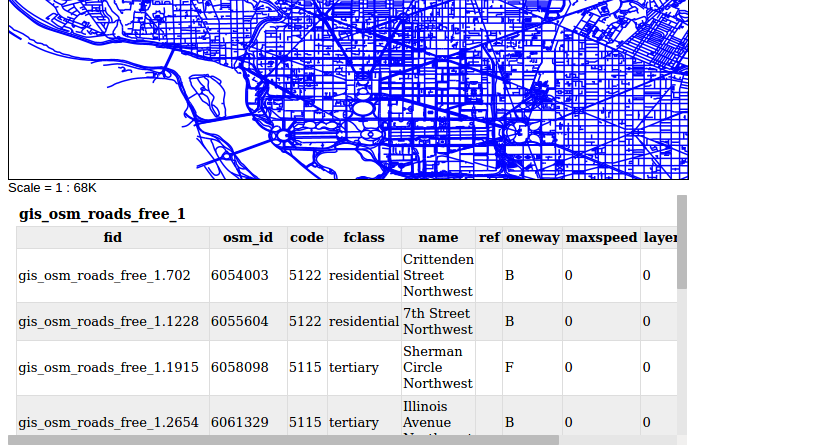 Scale = 1 : 68K
gis_osm_roads_free_1
fid osm_id code fclass name ref oneway maxspeed layer
gis_osm_roads_free_1.702 6054003 5122 residential Crittenden Street Northwest B 0 0
gis_osm_roads_free_1.1228 6055604 5122 residential 7th Street Northwest B 0 0
gis_osm_roads_free_1.1915 6058098 5115 tertiary Sherman Circle Northwest F 0 0
gis_osm_roads_free_1.2654 6061329 5115 tertiary Illinois Avenue B 0 0